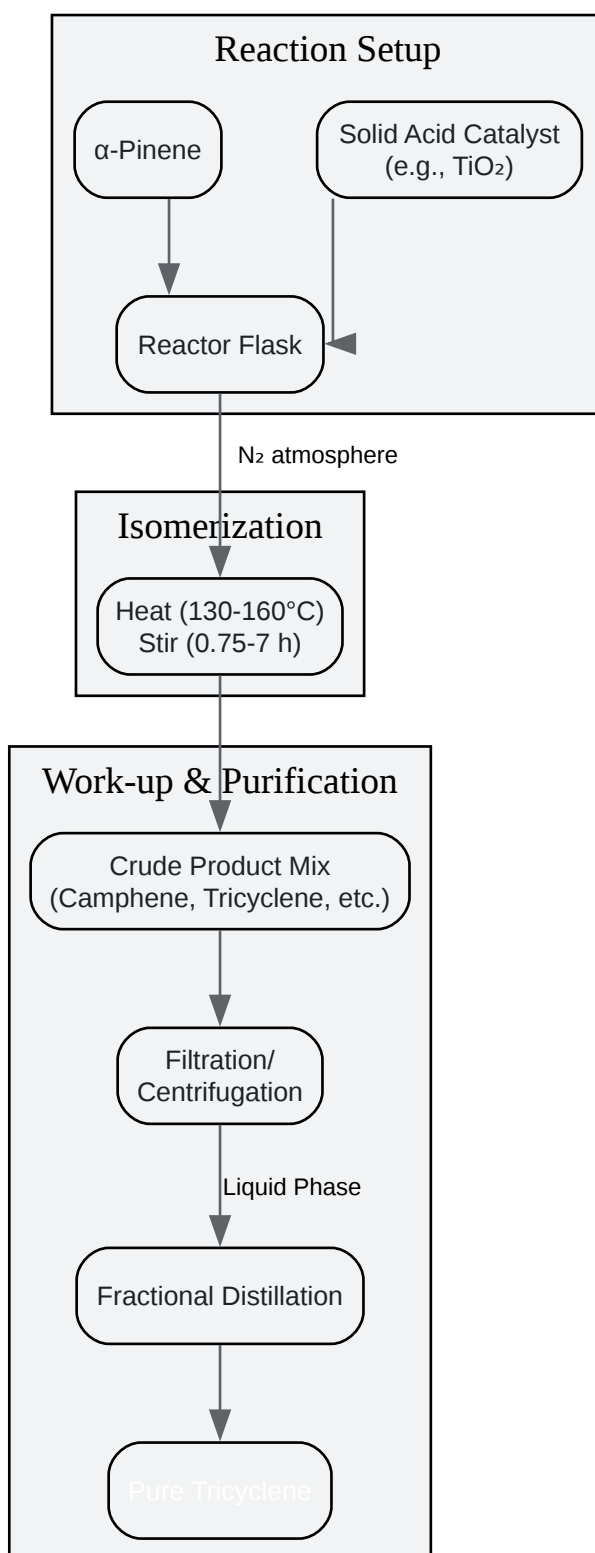 Reaction Setup
α-Pinene
Solid Acid Catalyst
(e.g., TiO₂)
Reactor Flask
N₂ atmosphere
Isomerization
Heat (130-160°C)
Stir (0.75-7 h)
Work-up & Purification
Crude Product Mix
(Camphene, Tricyclene, etc.)
Filtration/
Centrifugation
Liquid Phase
Fractional Distillation
Pure Tricyclene